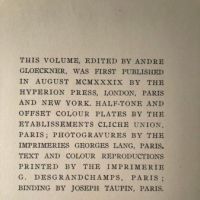 THIS VOLUME, EDITED BY ANDRE
GLOECKNER, WAS FIRST PUBLISHED
IN AUGUST MCMXXXIX BY THE
HYPERION PRESS, LONDON, PARIS
AND NEW YORK. HALF-TONE AND
OFFSET COLOUR PLATES BY THE
ETABLISSEMENTS CLICHE UNION,
PARIS; PHOTOGRAVURES BY THE
IMPRIMERIES GEORGES LANG, PARIS.
TEXT AND COLOUR REPRODUCTIONS
PRINTED BY THE IMPRIMERIE
G. DESGRANDCHAMPS, PARIS;
BINDING BY JOSEPH TAUPIN, PARIS.